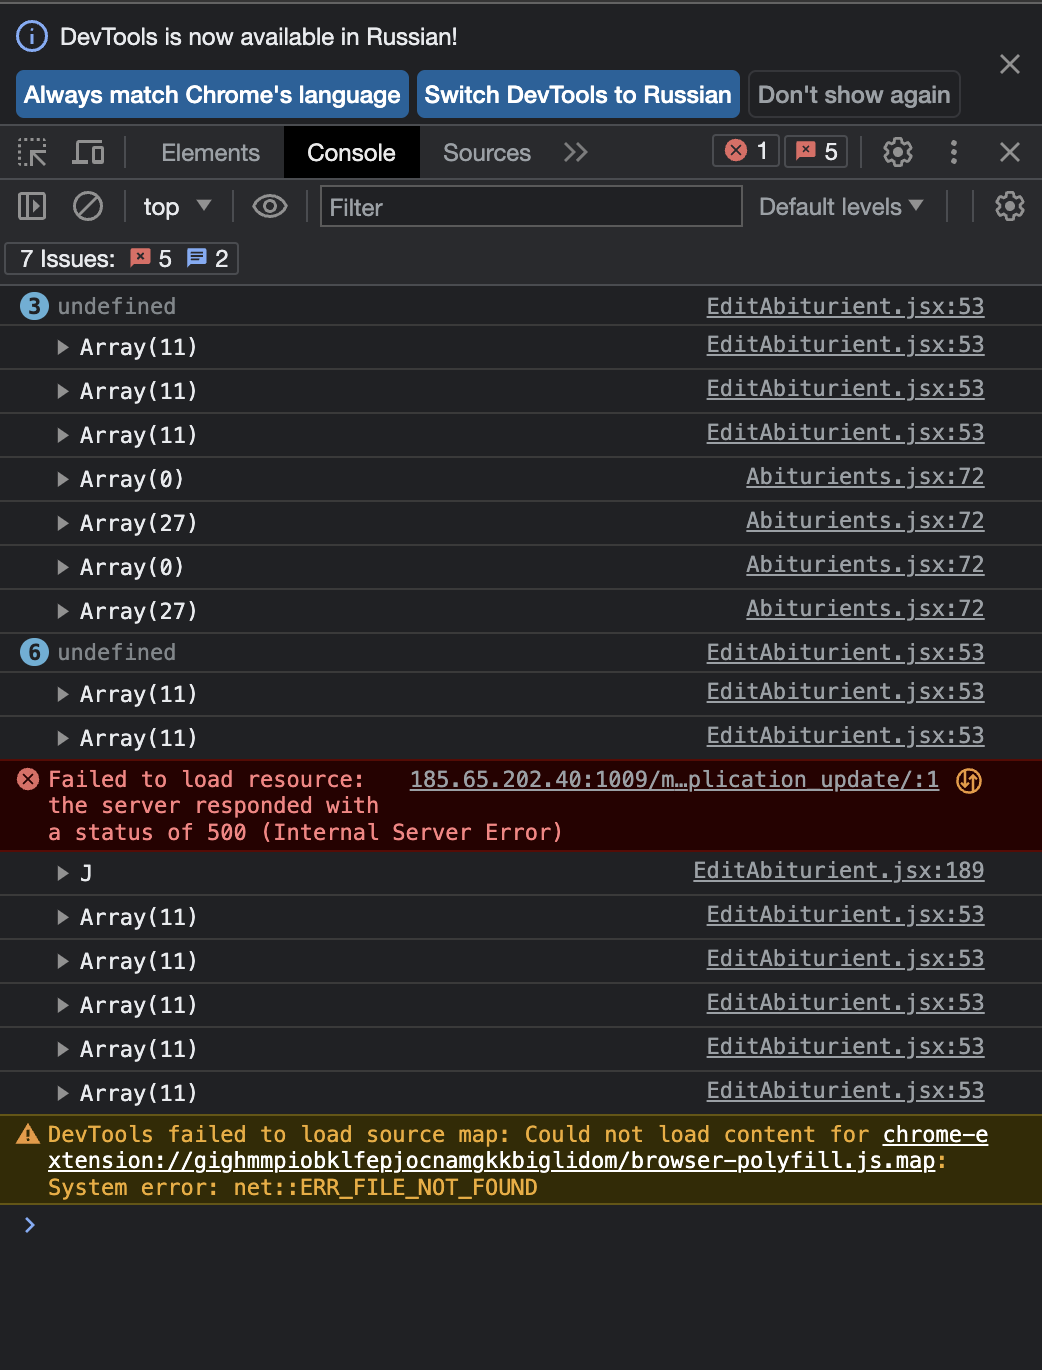 DevTools is now available in Russian!
Always match Chrome's language Switch DevTools to Russian Don't show again
Elements Console Sources 1 5
top Filter Default levels
7 Issues: 5 2
3 undefined EditAbiturient.jsx:53
Array(11) EditAbiturient.jsx:53
Array(11) EditAbiturient.jsx:53
Array(11) EditAbiturient.jsx:53
Array(0) Abiturients.jsx:72
Array(27) Abiturients.jsx:72
Array(0) Abiturients.jsx:72
Array(27) Abiturients.jsx:72
6 undefined EditAbiturient.jsx:53
Array(11) EditAbiturient.jsx:53
Array(11) EditAbiturient.jsx:53
Failed to load resource: 185.65.202.40:1009/m…plication_update/:1
the server responded with
a status of 500 (Internal Server Error)
J EditAbiturient.jsx:189
Array(11) EditAbiturient.jsx:53
Array(11) EditAbiturient.jsx:53
Array(11) EditAbiturient.jsx:53
Array(11) EditAbiturient.jsx:53
Array(11) EditAbiturient.jsx:53
DevTools failed to load source map: Could not load content for chrome-e
xtension://gighmmpiobklfepjocnamgkkbiglidom/browser-polyfill.js.map:
System error: net::ERR_FILE_NOT_FOUND